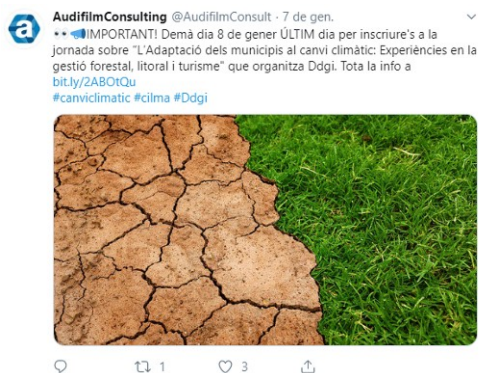 AudifilmConsulting @AudifilmConsult · 7 de gen.
👀📣IMPORTANT! Demà dia 8 de gener ÚLTIM dia per inscriure's a la
jornada sobre "L'Adaptació dels municipis al canvi climàtic: Experiències en la
gestió forestal, litoral i turisme" que organitza Ddgi. Tota la info a
bit.ly/2ABOtQu
#canviclimatic #cilma #Ddgi
1 3